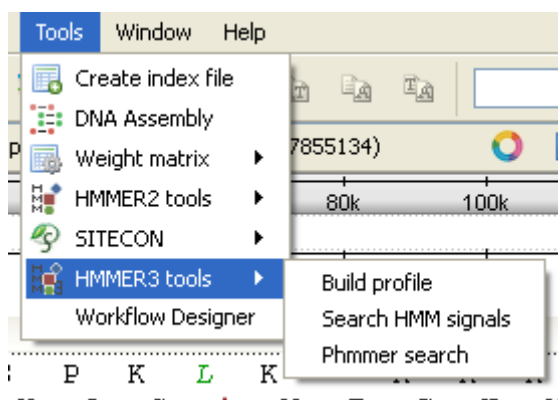 Tools Window Help
Create index file
DNA Assembly
Weight matrix
7855134)
HMMER2 tools
80k 100k
SITECON
HMMER3 tools
Build profile
Workflow Designer
Search HMM signals
Phmmer search
P K L K